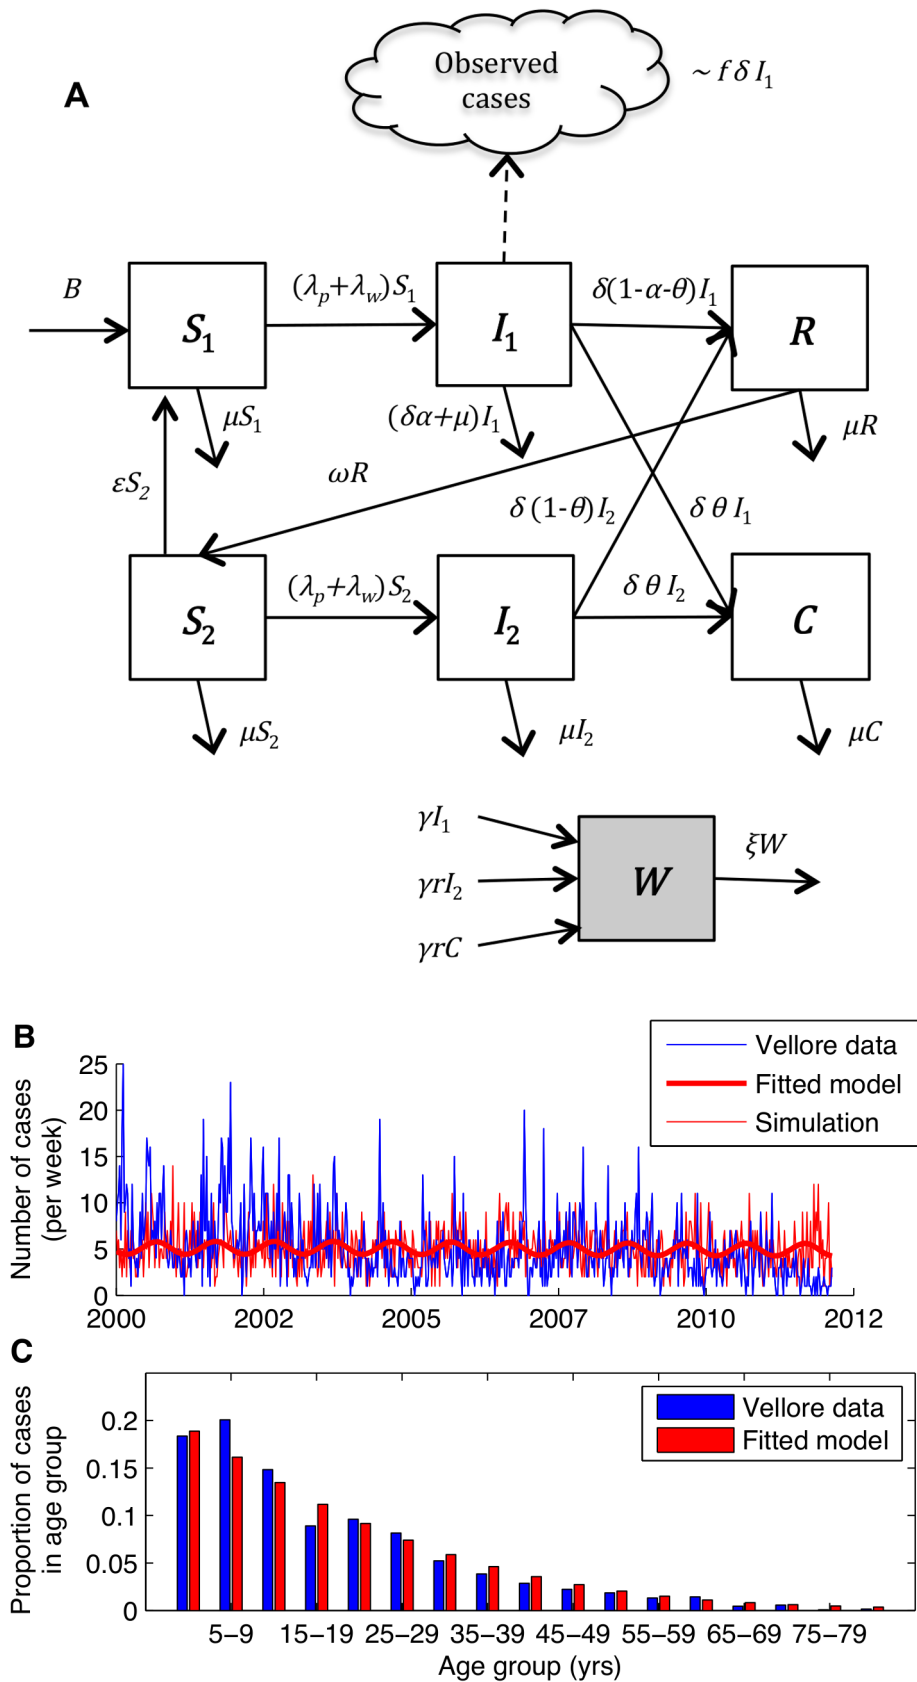 A
Observed
cases
~ f δ I₁
B
(λₚ+λ_w)S₁
δ(1-α-θ)I₁
S₁
I₁
R
μS₁
(δα+μ)I₁
μR
εS₂
ωR
δ (1-θ)I₂
δ θ I₁
(λₚ+λ_w)S₂
δ θ I₂
S₂
I₂
C
μS₂
μI₂
μC
γI₁
γrI₂
γrC
W
ξW
B
Vellore data
Fitted model
Simulation
Number of cases
(per week)
25
20
15
10
5
0
2000 2002 2005 2007 2010 2012
C
Vellore data
Fitted model
Proportion of cases
in age group
0.2
0.15
0.1
0.05
0
5–9 15–19 25–29 35–39 45–49 55–59 65–69 75–79
Age group (yrs)